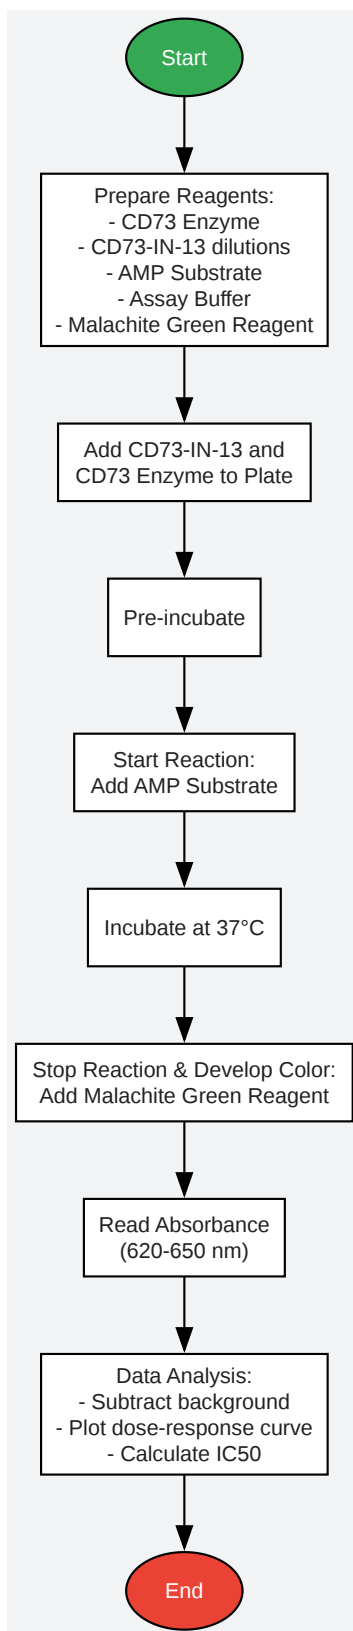 Start
Prepare Reagents:
- CD73 Enzyme
- CD73-IN-13 dilutions
- AMP Substrate
- Assay Buffer
- Malachite Green Reagent
Add CD73-IN-13 and
CD73 Enzyme to Plate
Pre-incubate
Start Reaction:
Add AMP Substrate
Incubate at 37°C
Stop Reaction & Develop Color:
Add Malachite Green Reagent
Read Absorbance
(620-650 nm)
Data Analysis:
- Subtract background
- Plot dose-response curve
- Calculate IC50
End